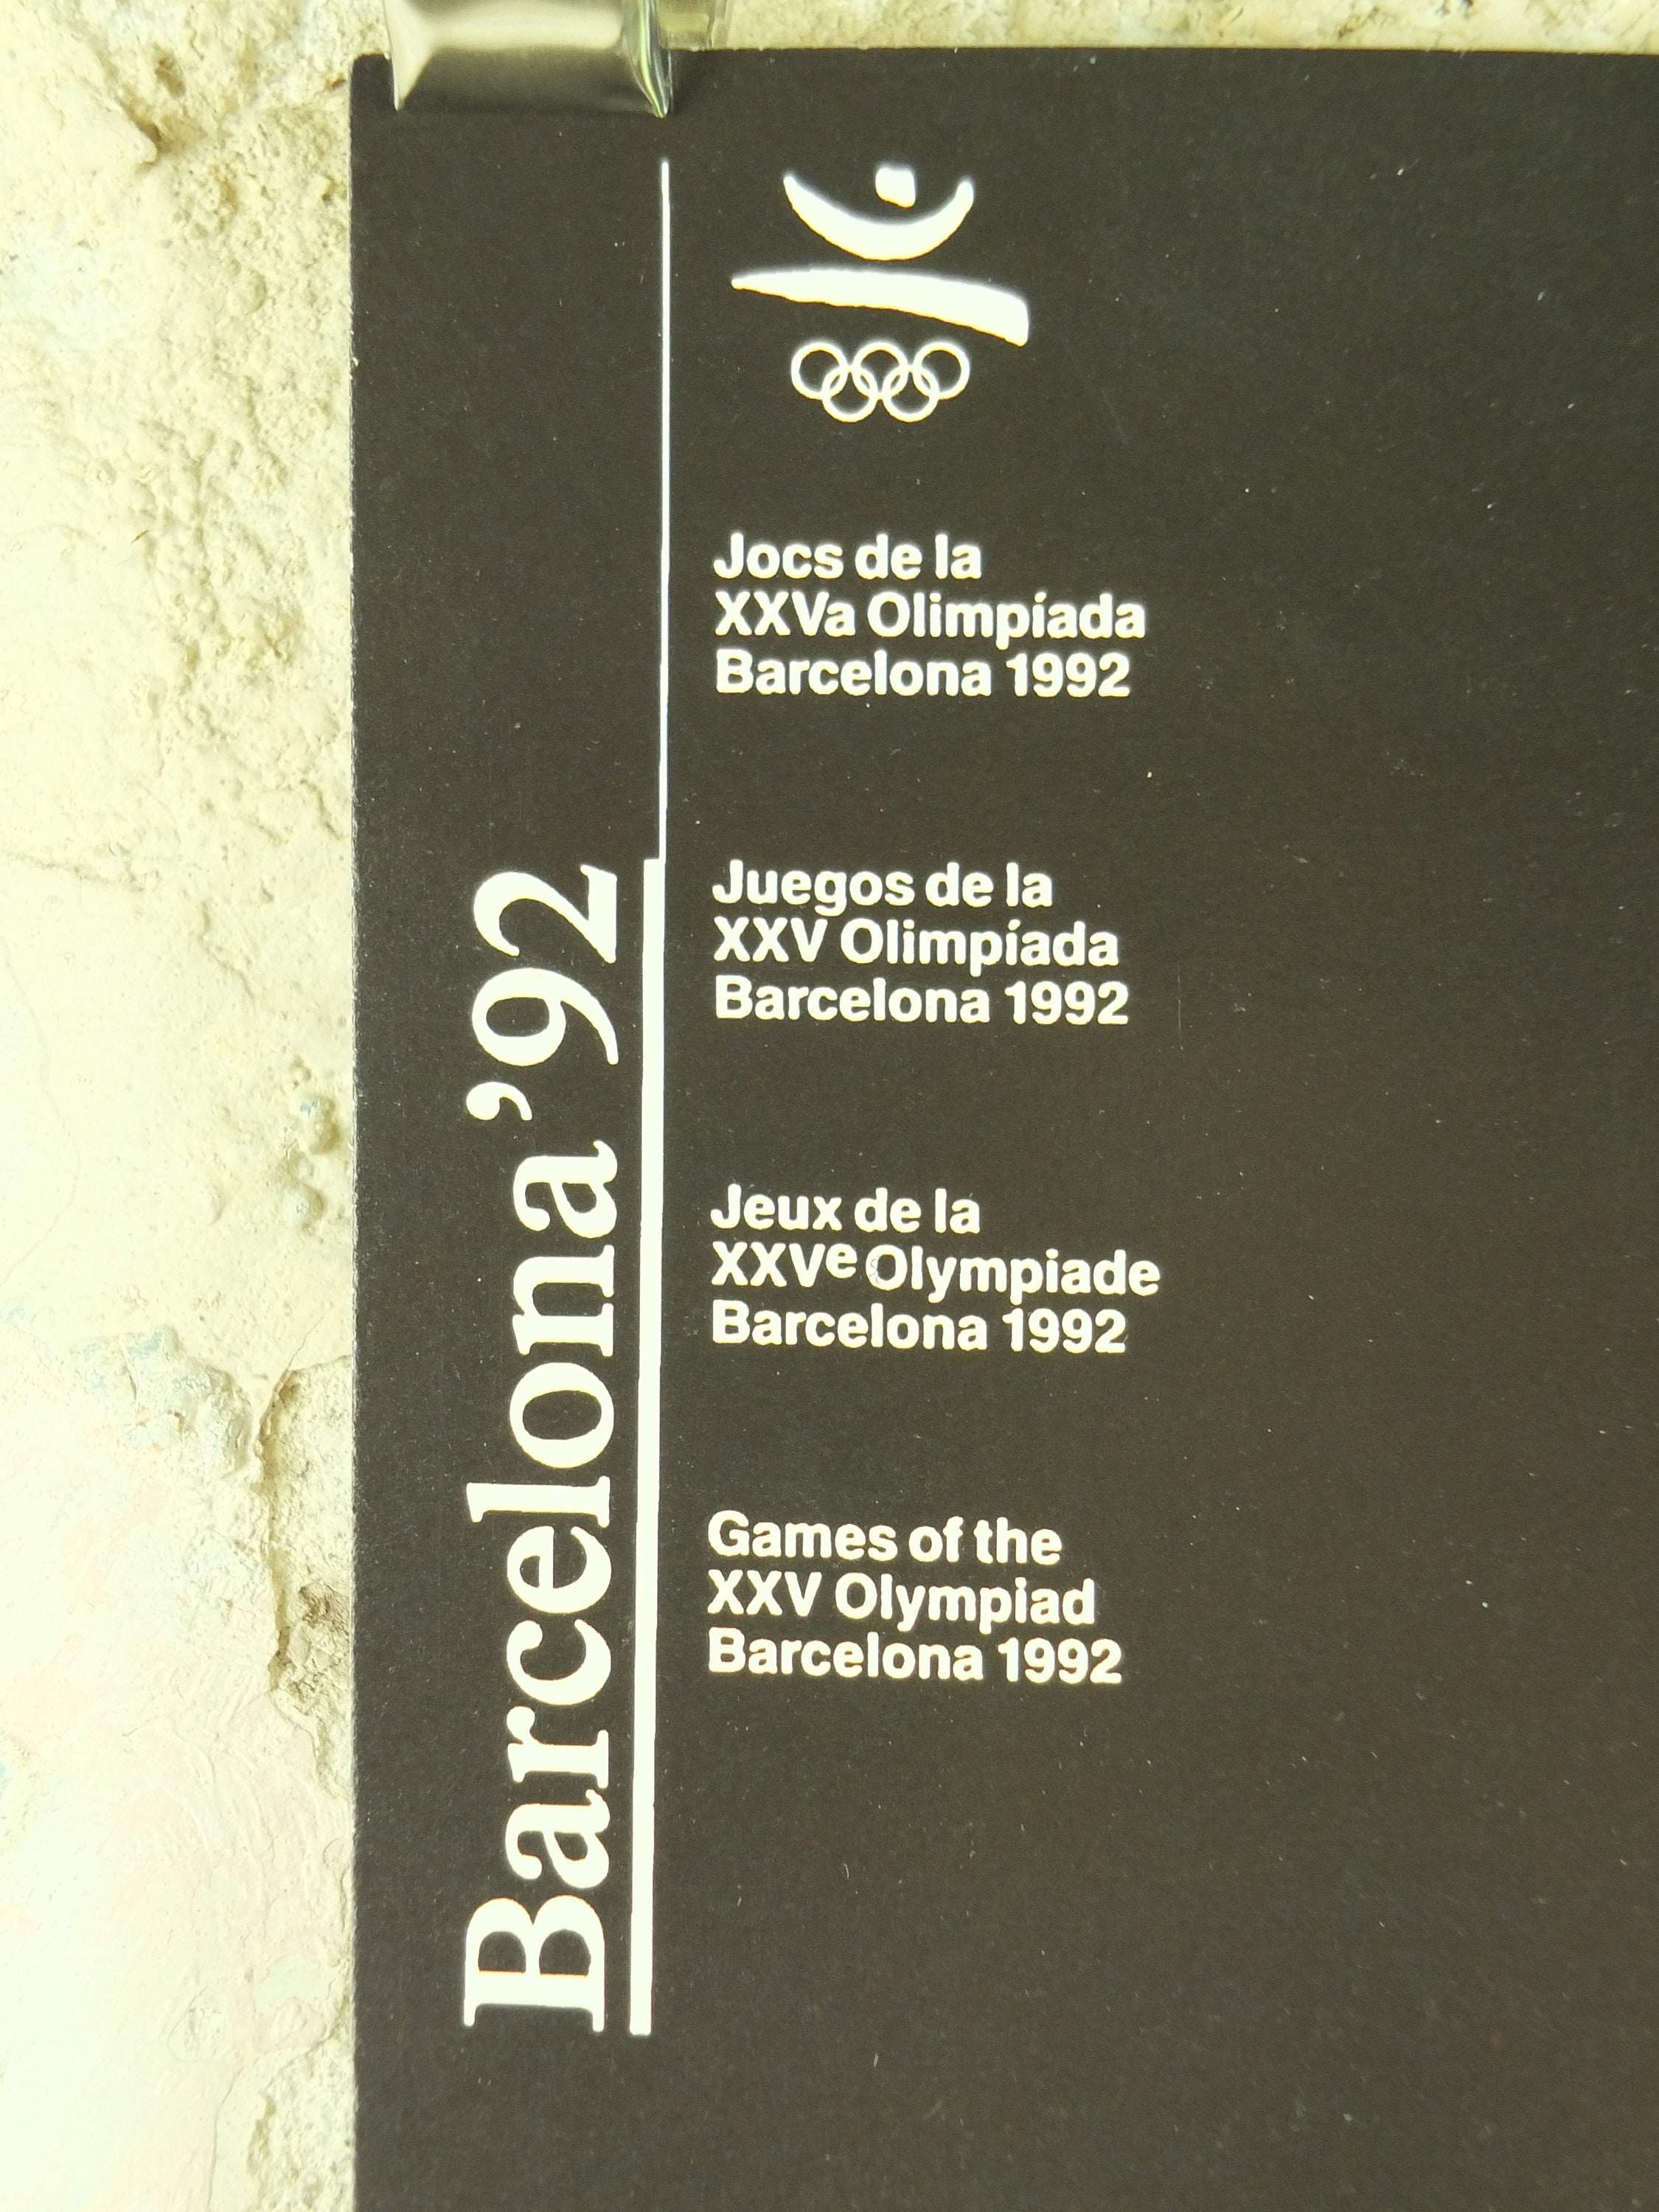 Barcelona '92
Jocs de la
XXVa Olimpíada
Barcelona 1992
Juegos de la
XXV Olimpíada
Barcelona 1992
Jeux de la
XXVe Olympiade
Barcelona 1992
Games of the
XXV Olympiad
Barcelona 1992